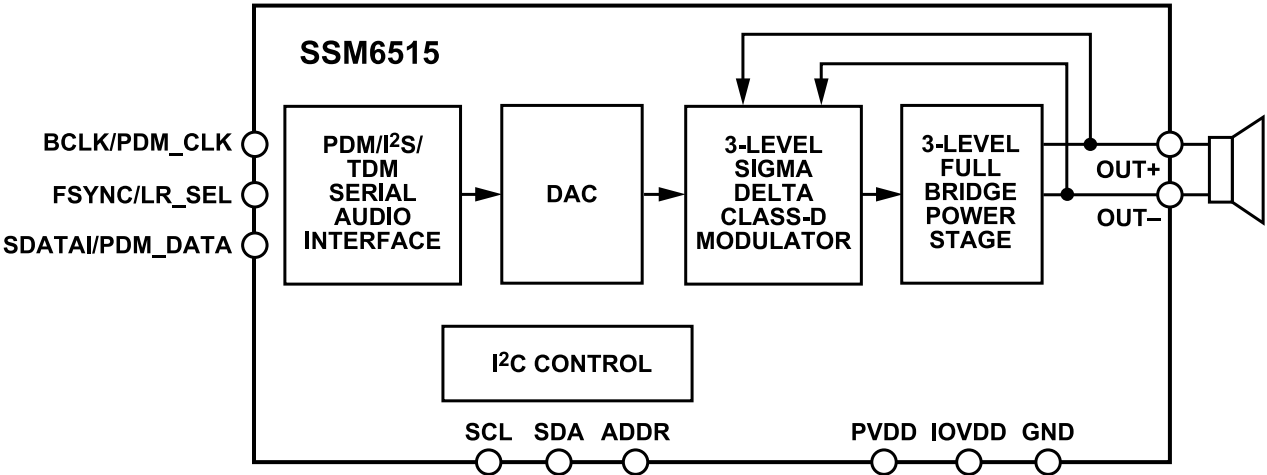 SSM6515
BCLK/PDM_CLK
FSYNC/LR_SEL
SDATAI/PDM_DATA
PDM/I²S/
TDM
SERIAL
AUDIO
INTERFACE
DAC
3-LEVEL
SIGMA
DELTA
CLASS-D
MODULATOR
3-LEVEL
FULL
BRIDGE
POWER
STAGE
OUT+
OUT–
I²C CONTROL
SCL SDA ADDR PVDD IOVDD GND